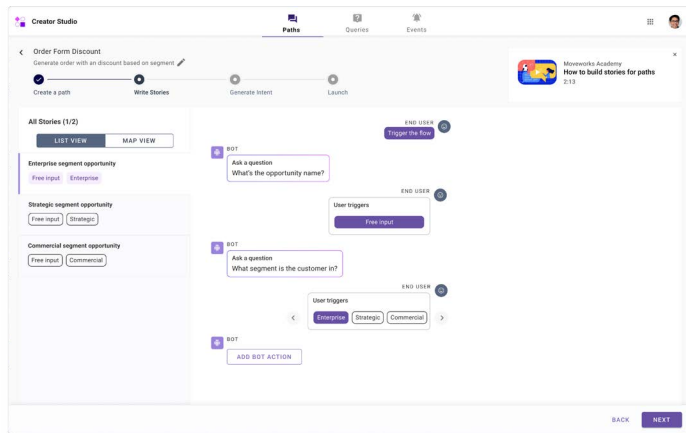 Creator Studio
Paths
Queries
Events
Order Form Discount
Generate order with an discount based on segment
Create a path
Write Stories
Generate Intent
Launch
Moveworks Academy
How to build stories for paths
2:13
All Stories (1/2)
LIST VIEW
MAP VIEW
Enterprise segment opportunity
Free input
Enterprise
Strategic segment opportunity
Free input
Strategic
Commercial segment opportunity
Free input
Commercial
END USER
Trigger the flow
BOT
Ask a question
What's the opportunity name?
END USER
User triggers
Free input
BOT
Ask a question
What segment is the customer in?
END USER
User triggers
Enterprise
Strategic
Commercial
BOT
ADD BOT ACTION
BACK
NEXT